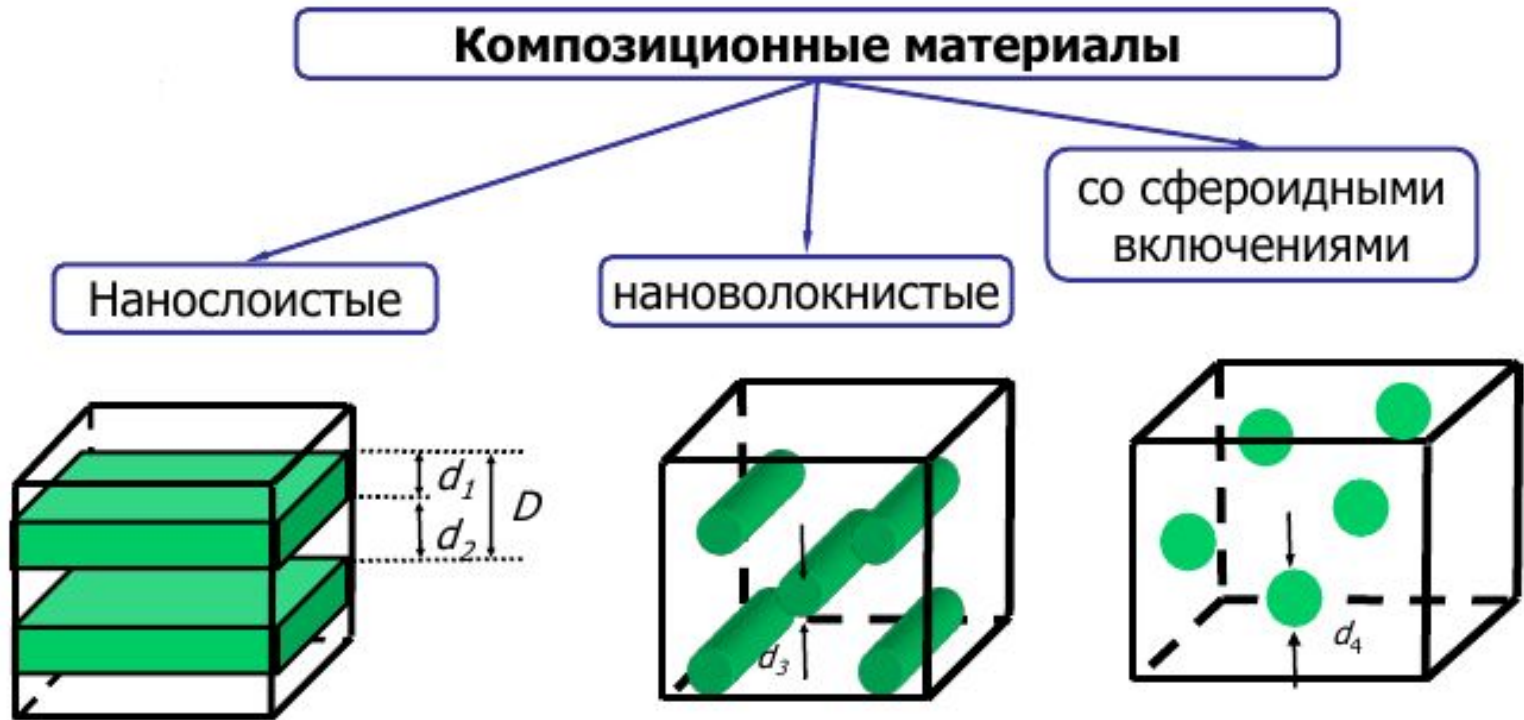 Композиционные материалы
со сфероидными
включениями
Нанослоистые
нановолокнистые
d1
d2
D
d3
d4